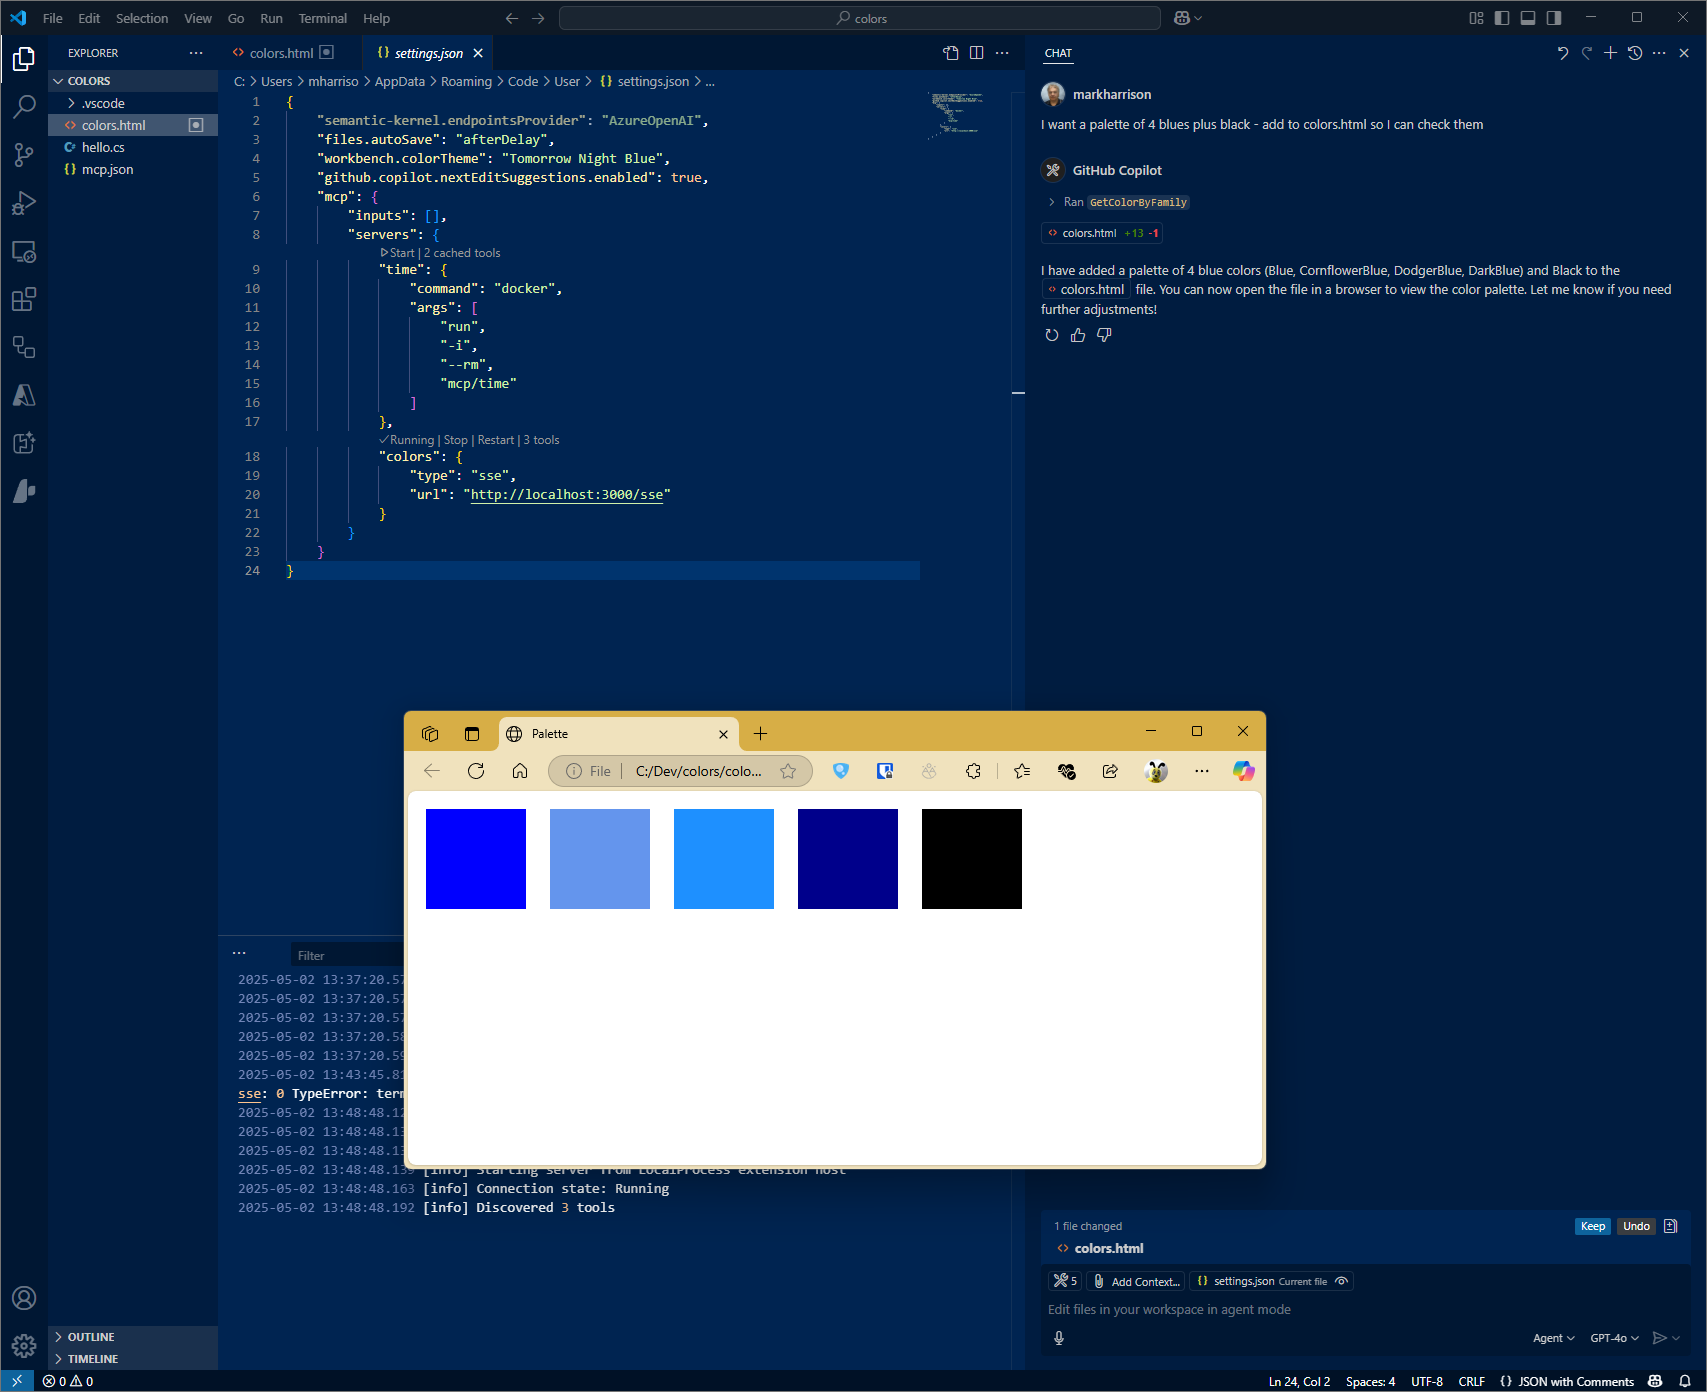 File Edit Selection View Go Run Terminal Help
colors
EXPLORER
COLORS
.vscode
colors.html
hello.cs
mcp.json
OUTLINE
TIMELINE
colors.html
settings.json
C: > Users > mharriso > AppData > Roaming > Code > User > {} settings.json > ...
1 {
2 "semantic-kernel.endpointsProvider": "AzureOpenAI",
3 "files.autoSave": "afterDelay",
4 "workbench.colorTheme": "Tomorrow Night Blue",
5 "github.copilot.nextEditSuggestions.enabled": true,
6 "mcp": {
7 "inputs": [],
8 "servers": {
Start | 2 cached tools
9 "time": {
10 "command": "docker",
11 "args": [
12 "run",
13 "-i",
14 "--rm",
15 "mcp/time"
16 ]
17 },
✓Running | Stop | Restart | 3 tools
18 "colors": {
19 "type": "sse",
20 "url": "http://localhost:3000/sse"
21 }
22 }
23 }
24 }
CHAT
markharrison
I want a palette of 4 blues plus black - add to colors.html so I can check them
GitHub Copilot
Ran GetColorByFamily
colors.html +13 -1
I have added a palette of 4 blue colors (Blue, CornflowerBlue, DodgerBlue, DarkBlue) and Black to the
colors.html file. You can now open the file in a browser to view the color palette. Let me know if you need
further adjustments!
Palette
File C:/Dev/colors/colo...
Filter
2025-05-02 13:37:20.57
2025-05-02 13:37:20.57
2025-05-02 13:37:20.57
2025-05-02 13:37:20.58
2025-05-02 13:37:20.59
2025-05-02 13:43:45.81
sse: 0 TypeError: term
2025-05-02 13:48:48.12
2025-05-02 13:48:48.13
2025-05-02 13:48:48.13
2025-05-02 13:48:48.139 [info] Starting server from LocalProcess extension host
2025-05-02 13:48:48.163 [info] Connection state: Running
2025-05-02 13:48:48.192 [info] Discovered 3 tools
1 file changed
Keep Undo
colors.html
5 Add Context... {} settings.json Current file
Edit files in your workspace in agent mode
Agent GPT-4o
0 0
Ln 24, Col 2 Spaces: 4 UTF-8 CRLF {} JSON with Comments